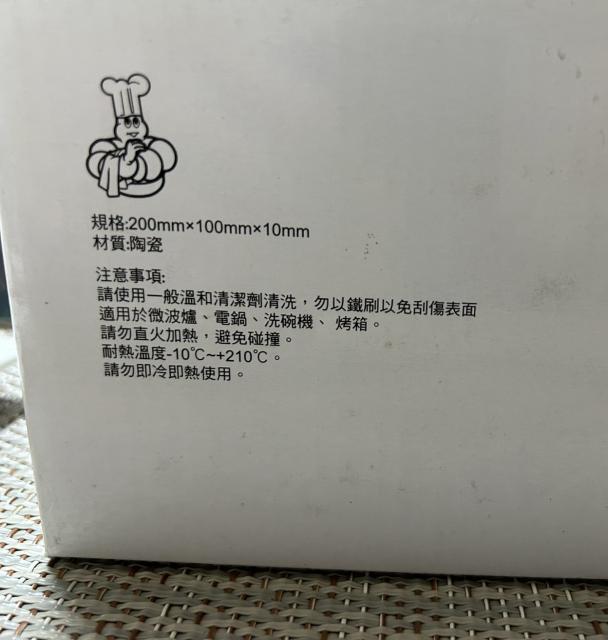 規格:200mm×100mm×10mm
材質:陶瓷
注意事項:
請使用一般溫和清潔劑清洗，勿以鐵刷以免刮傷表面
適用於微波爐、電鍋、洗碗機、 烤箱。
請勿直火加熱，避免碰撞。
耐熱溫度-10℃~+210℃。
請勿即冷即熱使用。